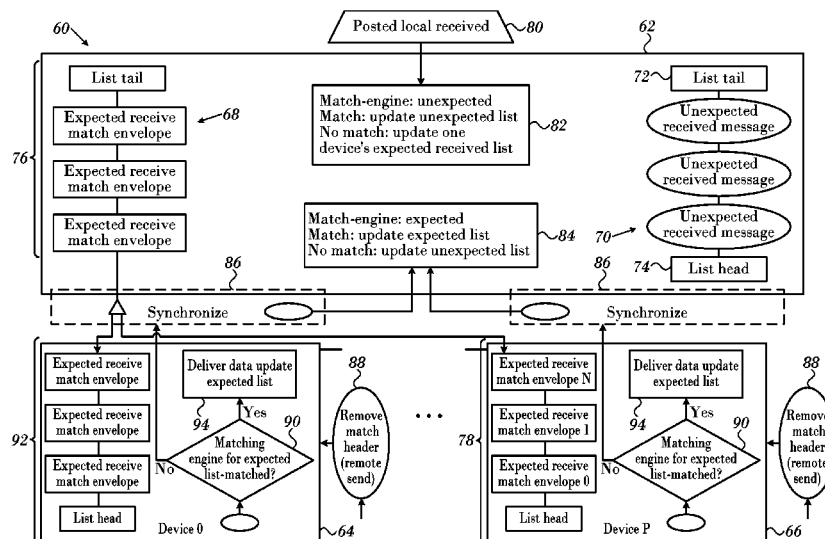 60
Posted local received
80
62
List tail
Expected receive
match envelope
68
Expected receive
match envelope
Expected receive
match envelope
76
Match-engine: unexpected
Match: update unexpected list
No match: update one
device's expected received list
82
Match-engine: expected
Match: update expected list
No match: update unexpected list
84
72
List tail
Unexpected
received message
Unexpected
received message
Unexpected
received message
70
74
List head
86
Synchronize
86
Synchronize
92
Expected receive
match envelope
Expected receive
match envelope
Expected receive
match envelope
List head
Deliver data update
expected list
94
Yes
90
Matching
engine for expected
list-matched?
No
Device 0
64
88
Remove
match
header
(remote
send)
. . .
78
Expected receive
match envelope N
Expected receive
match envelope 1
Expected receive
match envelope 0
List head
Deliver data update
expected list
94
Yes
90
Matching
engine for expected
list-matched?
No
Device P
66
88
Remove
match
header
(remote
send)